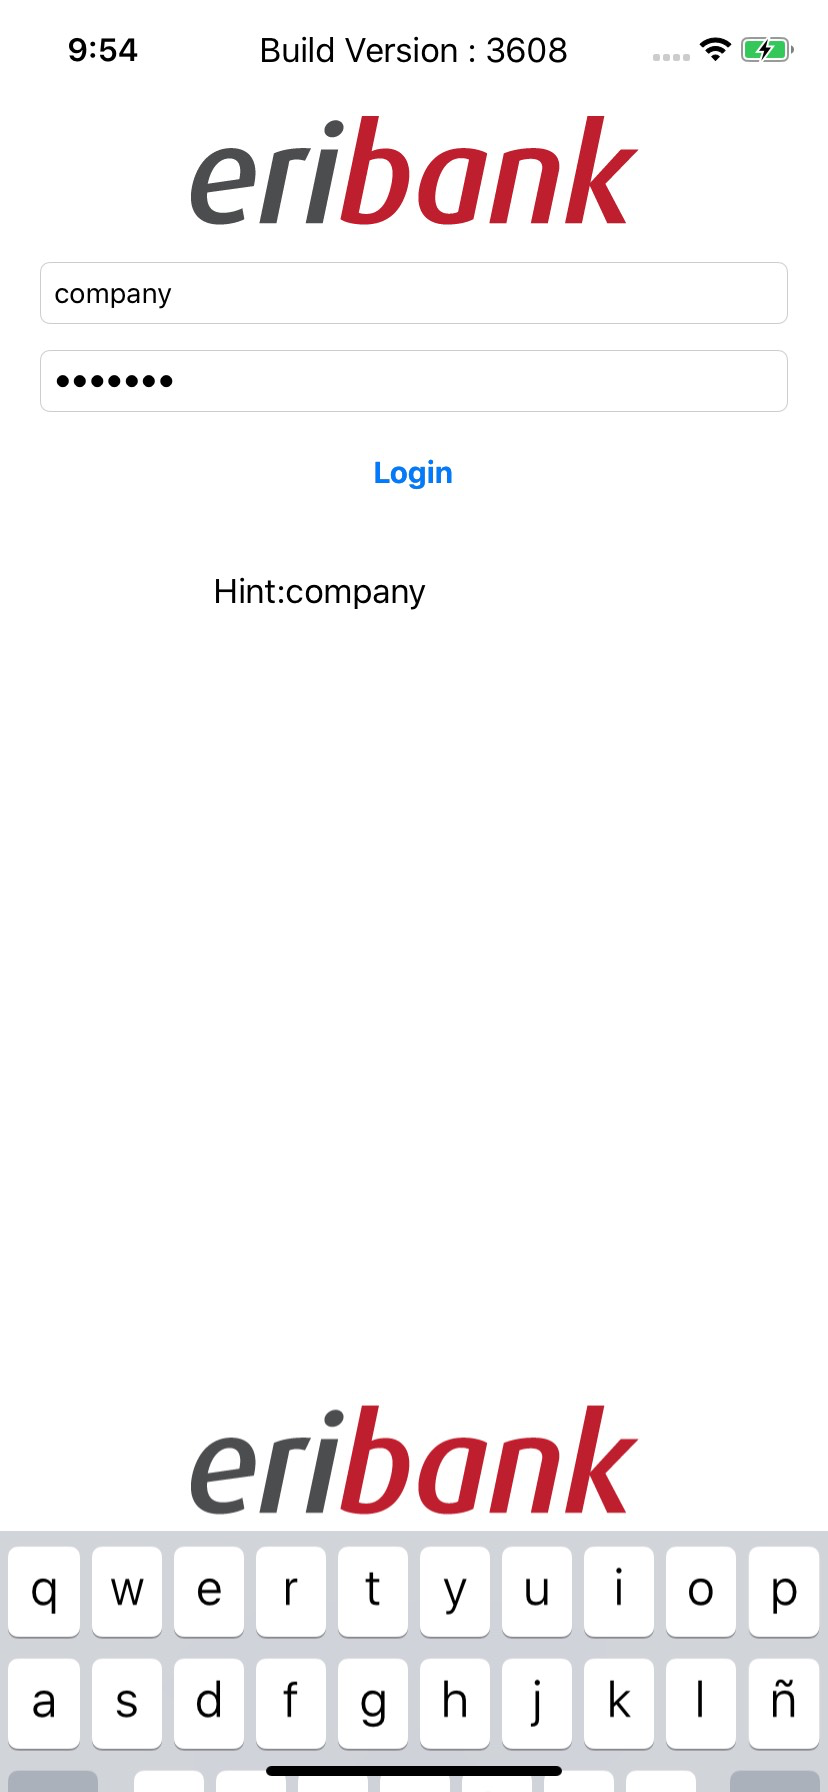 9:54 Build Version : 3608
eribank
company
•••••••
Login
Hint:company
eribank
q w e r t y u i o p
a s d f g h j k l ñ